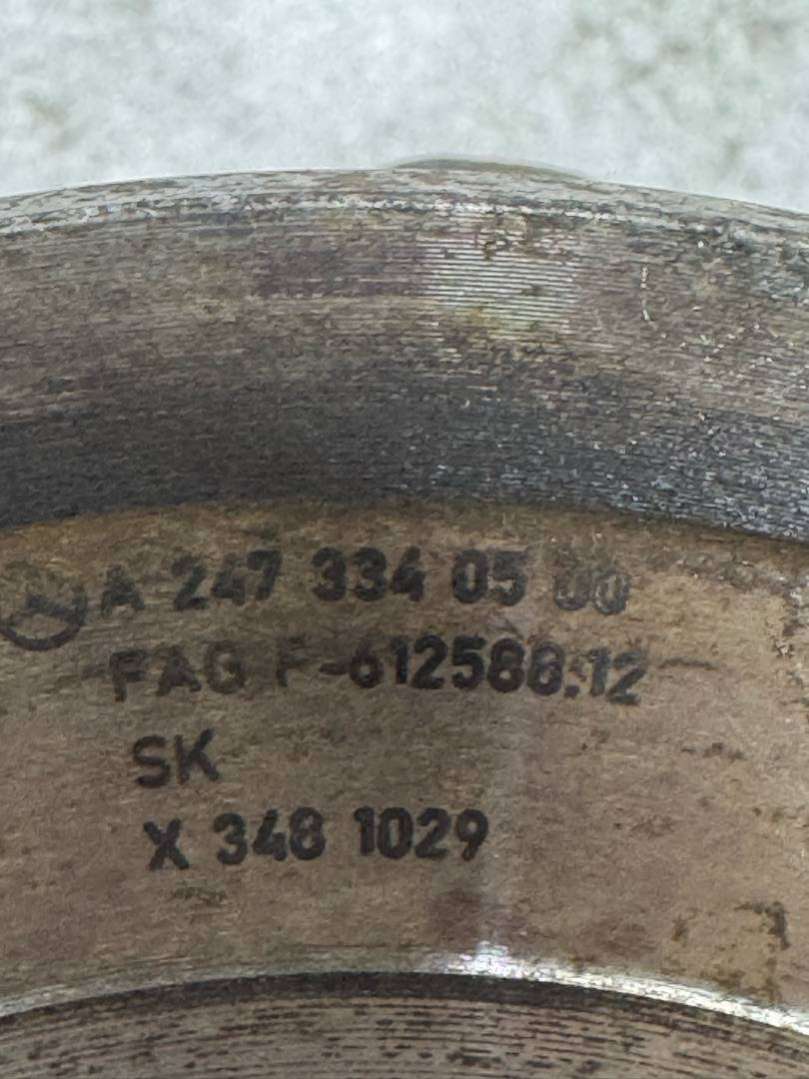 A 247 334 05 00
FAG F-612588.12
SK
X 348 1029